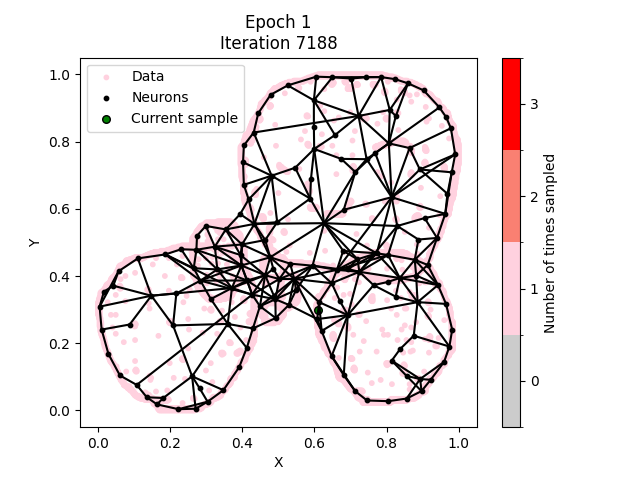 Epoch 1
Iteration 7188
Data
Neurons
Current sample
1.0
0.8
0.6
0.4
0.2
0.0
Y
0.0 0.2 0.4 0.6 0.8 1.0
X
3
2
1
0
Number of times sampled